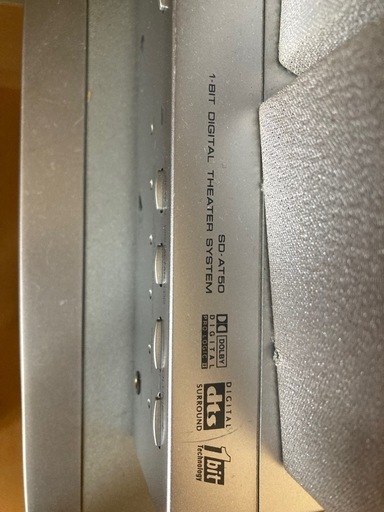 1-BIT DIGITAL THEATER SYSTEM
SD-AT50
DOLBY
DIGITAL
PRO LOGIC II
DIGITAL
dts
SURROUND
1bit
Technology